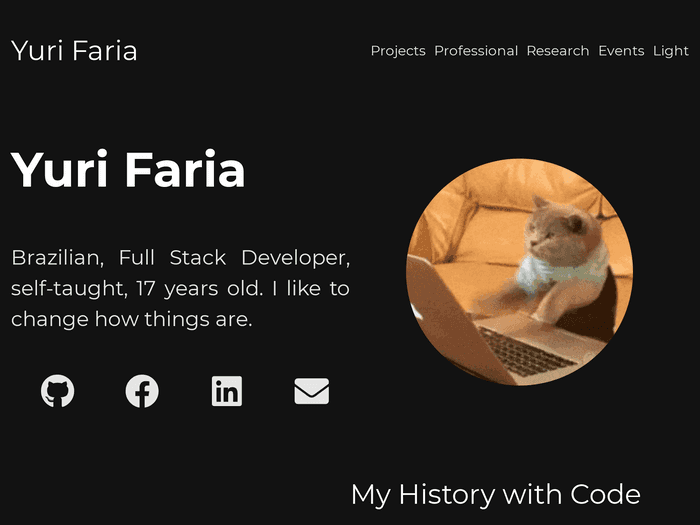 Yuri Faria
Projects Professional Research Events Light
Yuri Faria
Brazilian, Full Stack Developer,
self-taught, 17 years old. I like to
change how things are.
in
My History with Code